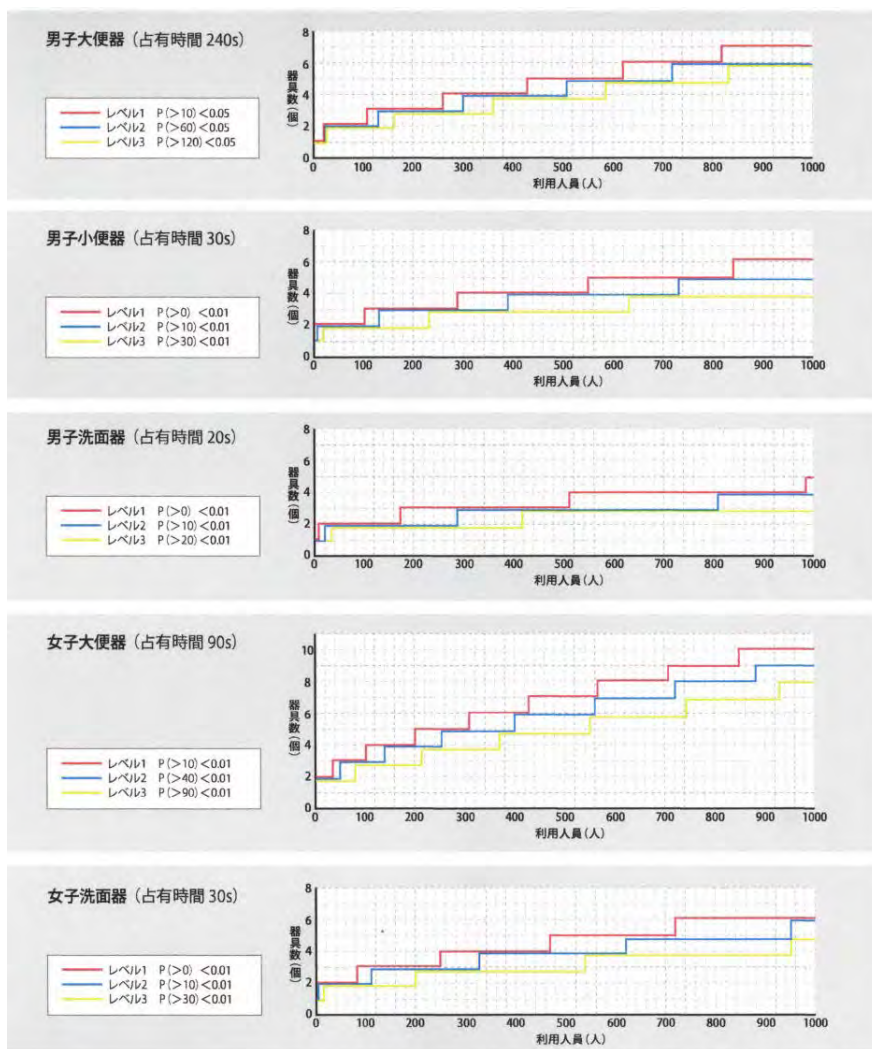 男子大便器（占有時間 240s）
レベル1 P(>10)<0.05
レベル2 P(>60)<0.05
レベル3 P(>120)<0.05
器具数(個)
8
6
4
2
0
0 100 200 300 400 500 600 700 800 900 1000
利用人員(人)
男子小便器（占有時間 30s）
レベル1 P(>0) <0.01
レベル2 P(>10)<0.01
レベル3 P(>30)<0.01
器具数(個)
8
6
4
2
0
0 100 200 300 400 500 600 700 800 900 1000
利用人員(人)
男子洗面器（占有時間 20s）
レベル1 P(>0) <0.01
レベル2 P(>10)<0.01
レベル3 P(>20)<0.01
器具数(個)
8
6
4
2
0
0 100 200 300 400 500 600 700 800 900 1000
利用人員(人)
女子大便器（占有時間 90s）
レベル1 P(>10)<0.01
レベル2 P(>40)<0.01
レベル3 P(>90)<0.01
器具数(個)
10
8
6
4
2
0
0 100 200 300 400 500 600 700 800 900 1000
利用人員(人)
女子洗面器（占有時間 30s）
レベル1 P(>0) <0.01
レベル2 P(>10)<0.01
レベル3 P(>30)<0.01
器具数(個)
8
6
4
2
0
0 100 200 300 400 500 600 700 800 900 1000
利用人員(人)